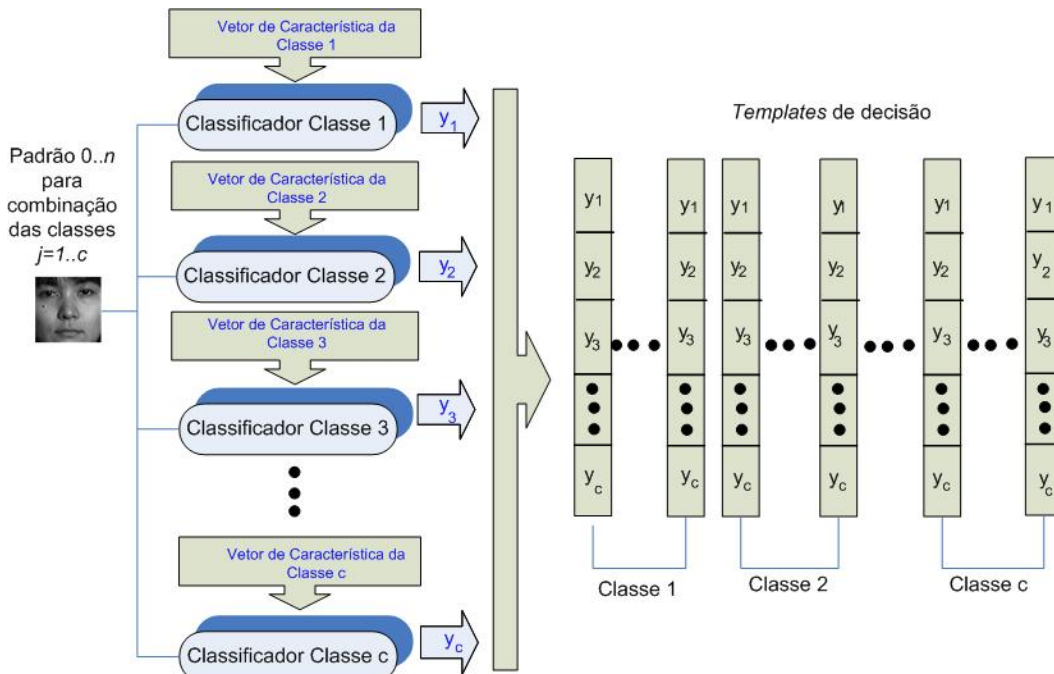 Vetor de Característica da
Classe 1
Classificador Classe 1
y1
Padrão 0..n
para
combinação
das classes
j=1..c
Vetor de Característica da
Classe 2
Classificador Classe 2
y2
Vetor de Característica da
Classe 3
Classificador Classe 3
y3
Vetor de Característica da
Classe c
Classificador Classe c
yc
Templates de decisão
y1 y1 y1 y1 y1 y1
y2 y2 y2 y2 y2 y2
y3 y3 y3 y3 y3 y3
yc yc yc yc yc yc
Classe 1 Classe 2 Classe c